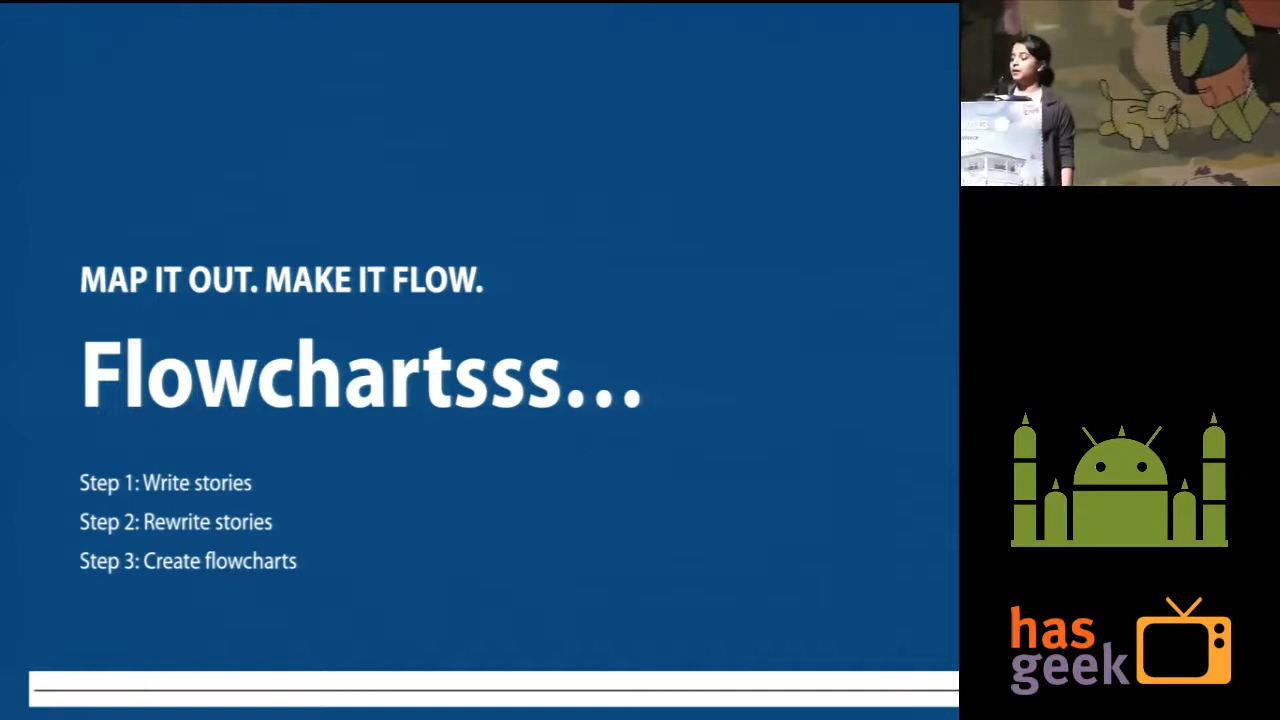 MAP IT OUT. MAKE IT FLOW.
Flowchartsss...
Step 1: Write stories
Step 2: Rewrite stories
Step 3: Create flowcharts
has
geek